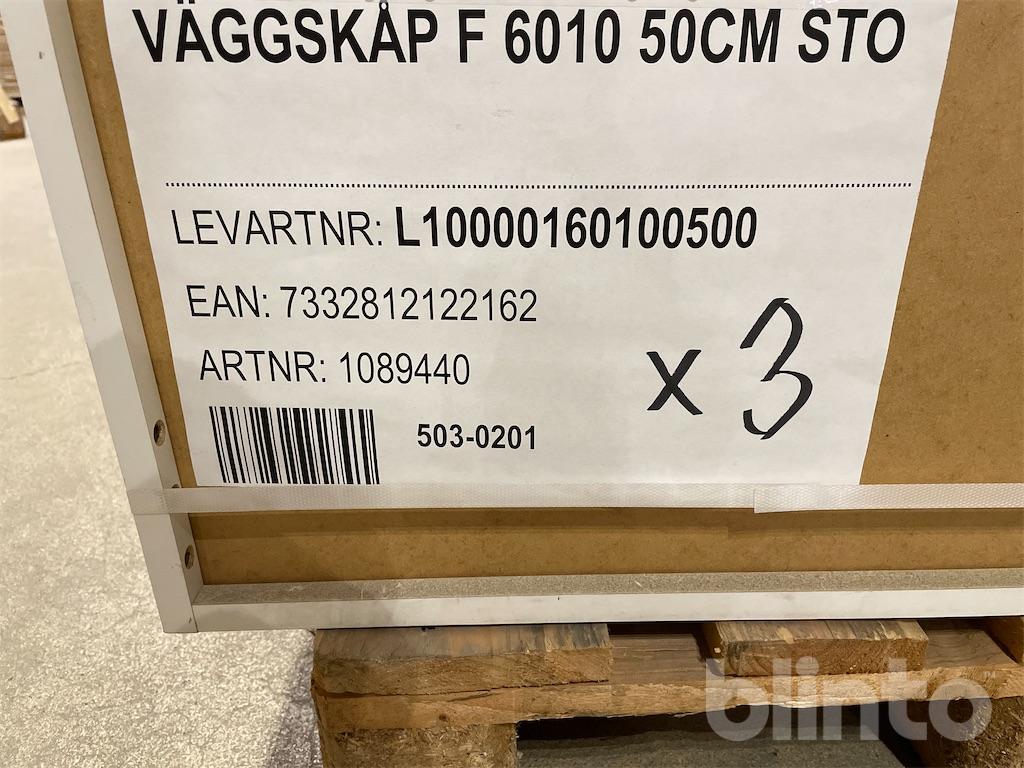 VÄGGSKÅP F 6010 50CM STO
LEVARTNR: L10000160100500
EAN: 7332812122162
ARTNR: 1089440
x 3
503-0201
blinto